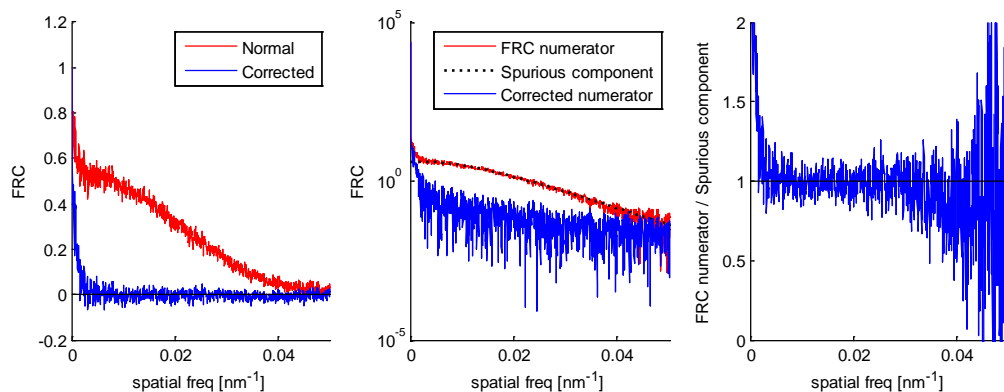 1.2
1
0.8
0.6
0.4
0.2
0
-0.2
FRC
Normal
Corrected
0 0.02 0.04
spatial freq [nm⁻¹]
10⁵
10⁰
10⁻⁵
FRC
FRC numerator
Spurious component
Corrected numerator
0 0.02 0.04
spatial freq [nm⁻¹]
2
1.5
1
0.5
0
FRC numerator / Spurious component
0 0.02 0.04
spatial freq [nm⁻¹]